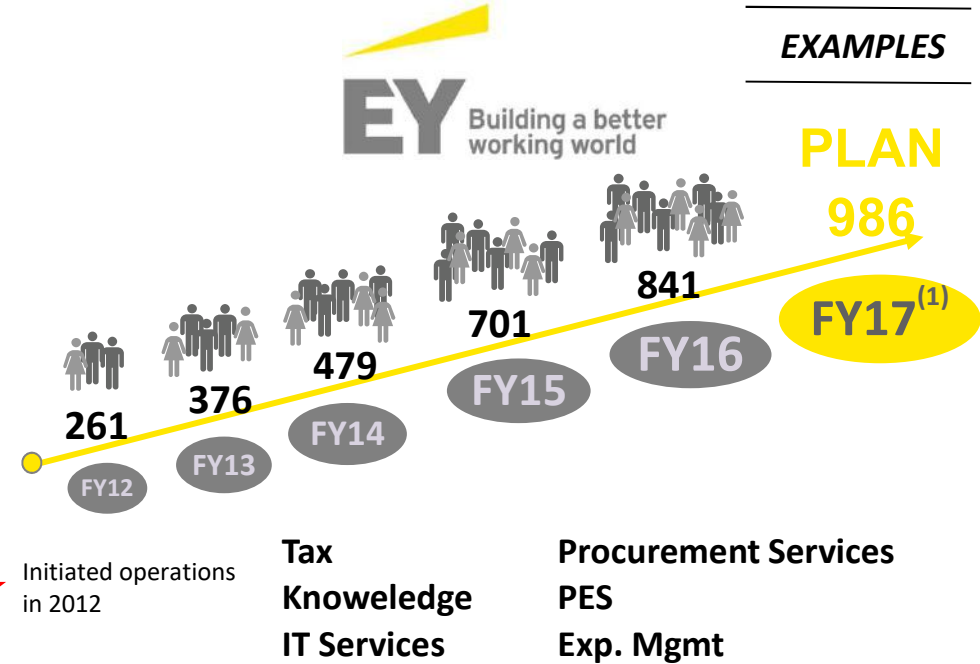 EXAMPLES
EY
Building a better
working world
PLAN
986
841
701
479
376
261
FY17(1)
FY16
FY15
FY14
FY13
FY12
Initiated operations
in 2012
Tax
Knoweledge
IT Services
Procurement Services
PES
Exp. Mgmt